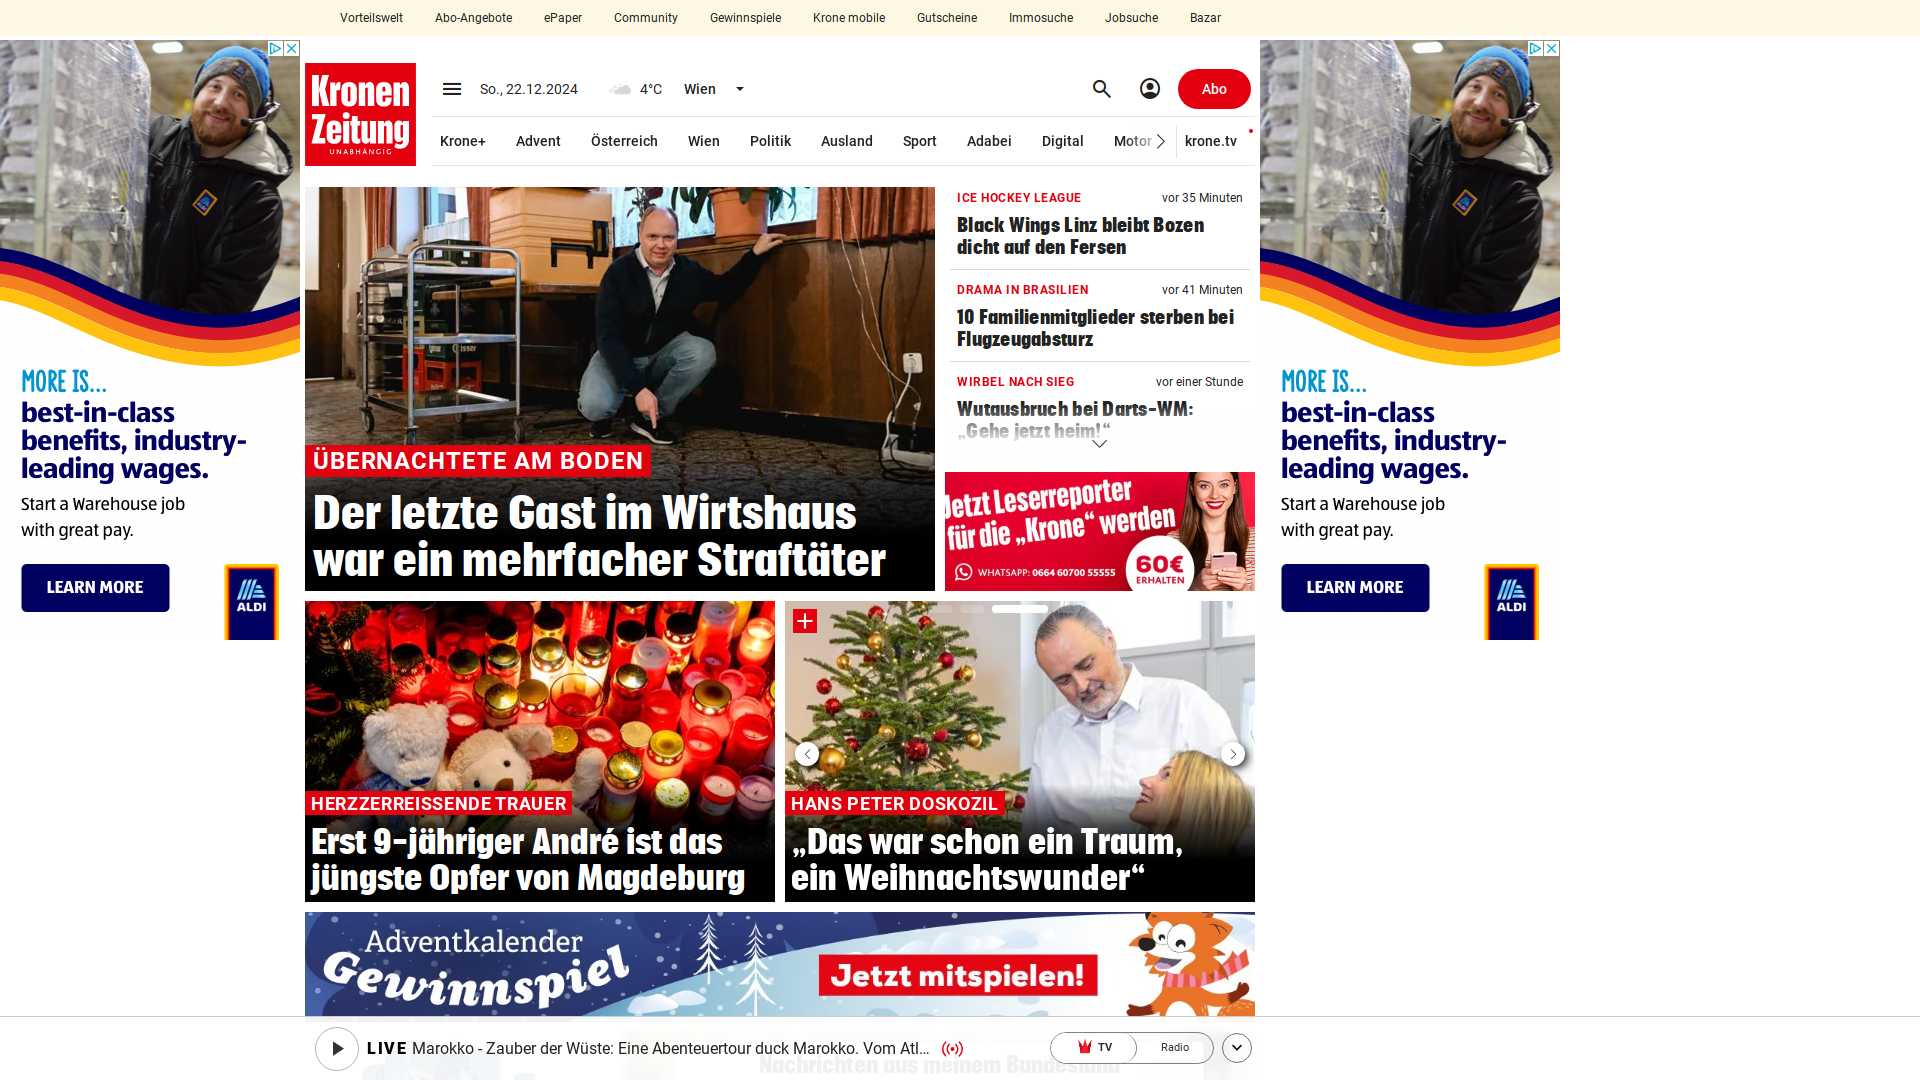 Vorteilswelt Abo-Angebote ePaper Community Gewinnspiele Krone mobile Gutscheine Immosuche Jobsuche Bazar
Kronen
Zeitung
UNABHÄNGIG
So., 22.12.2024 4°C Wien
Abo
Krone+ Advent Österreich Wien Politik Ausland Sport Adabei Digital Motor krone.tv
MORE IS...
best-in-class
benefits, industry-
leading wages.
Start a Warehouse job
with great pay.
LEARN MORE
ALDI
ÜBERNACHTETE AM BODEN
Der letzte Gast im Wirtshaus
war ein mehrfacher Straftäter
ICE HOCKEY LEAGUE vor 35 Minuten
Black Wings Linz bleibt Bozen
dicht auf den Fersen
DRAMA IN BRASILIEN vor 41 Minuten
10 Familienmitglieder sterben bei
Flugzeugabsturz
WIRBEL NACH SIEG vor einer Stunde
Wutausbruch bei Darts-WM:
„Gehe jetzt heim!“
Jetzt Leserreporter
für die „Krone“ werden
WHATSAPP: 0664 60700 55555
60€
ERHALTEN
MORE IS...
best-in-class
benefits, industry-
leading wages.
Start a Warehouse job
with great pay.
LEARN MORE
ALDI
HERZZERREISSENDE TRAUER
Erst 9-jähriger André ist das
jüngste Opfer von Magdeburg
HANS PETER DOSKOZIL
„Das war schon ein Traum,
ein Weihnachtswunder“
Adventkalender
Gewinnspiel
Jetzt mitspielen!
LIVE Marokko - Zauber der Wüste: Eine Abenteuertour duck Marokko. Vom Atl... TV Radio
Nachrichten aus meinem Bundesland